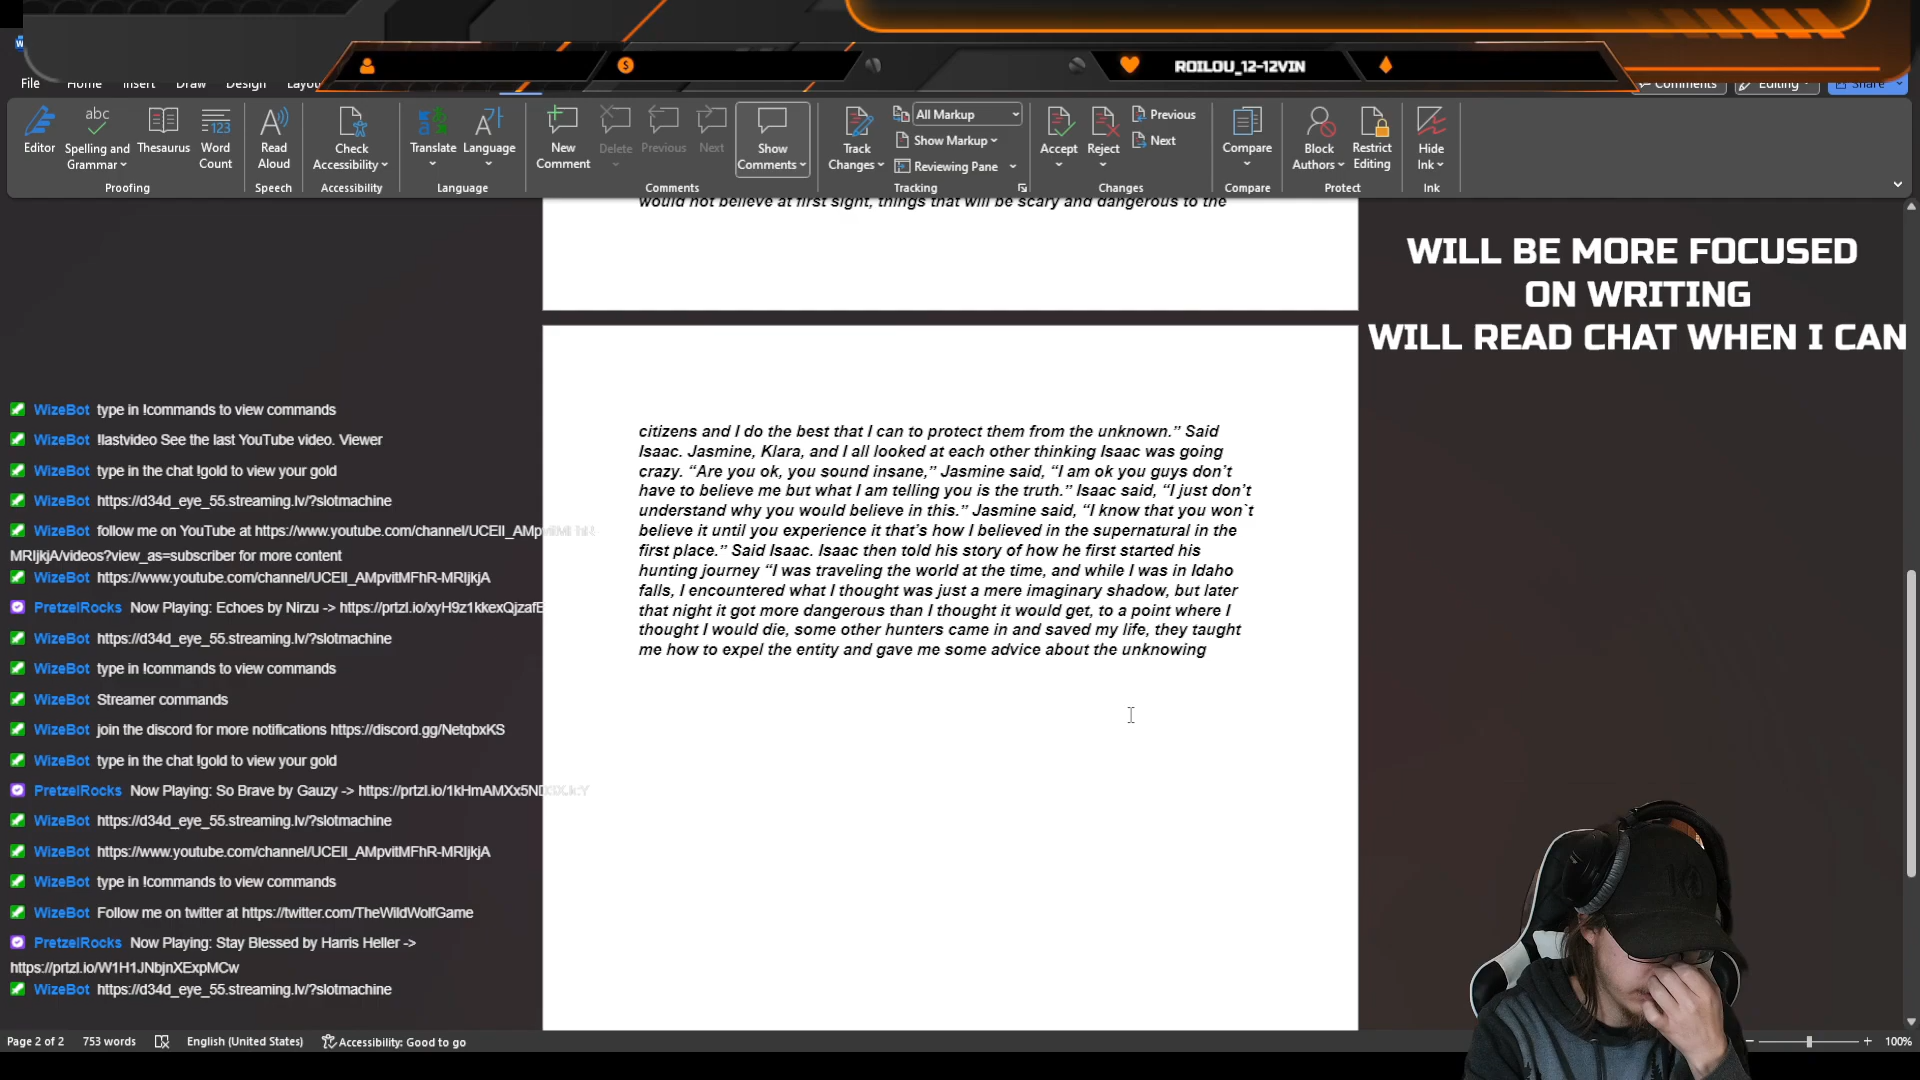 ROILOU_12-12VIN
File
Home
Insert
Draw
Design
Comments
Editing
Share
Editor
Spelling and Grammar
Thesaurus
Word Count
Proofing
Read Aloud
Speech
Check Accessibility
Accessibility
Translate
Language
Language
New Comment
Delete
Previous
Next
Show Comments
Comments
Track Changes
All Markup
Show Markup
Reviewing Pane
Tracking
Accept
Reject
Previous
Next
Changes
Compare
Compare
Block Authors
Restrict Editing
Protect
Hide Ink
Ink
would not believe at first sight, things that will be scary and dangerous to the
WILL BE MORE FOCUSED
ON WRITING
WILL READ CHAT WHEN I CAN
citizens and I do the best that I can to protect them from the unknown.” Said
Isaac. Jasmine, Klara, and I all looked at each other thinking Isaac was going
crazy. “Are you ok, you sound insane,” Jasmine said, “I am ok you guys don’t
have to believe me but what I am telling you is the truth.” Isaac said, “I just don’t
understand why you would believe in this.” Jasmine said, “I know that you won`t
believe it until you experience it that’s how I believed in the supernatural in the
first place.” Said Isaac. Isaac then told his story of how he first started his
hunting journey “I was traveling the world at the time, and while I was in Idaho
falls, I encountered what I thought was just a mere imaginary shadow, but later
that night it got more dangerous than I thought it would get, to a point where I
thought I would die, some other hunters came in and saved my life, they taught
me how to expel the entity and gave me some advice about the unknowing
WizeBot type in !commands to view commands
WizeBot !lastvideo See the last YouTube video. Viewer
WizeBot type in the chat !gold to view your gold
WizeBot https://d34d_eye_55.streaming.lv/?slotmachine
WizeBot follow me on YouTube at
MRIjkjA/videos?view_as=subscriber for more content
WizeBot https://www.youtube.com/channel/UCEIl_AMpvitMFhR-MRIjkjA
PretzelRocks Now Playing: Echoes by Nirzu ->
WizeBot https://d34d_eye_55.streaming.lv/?slotmachine
WizeBot type in !commands to view commands
WizeBot Streamer commands
WizeBot join the discord for more notifications https://discord.gg/NetqbxKS
WizeBot type in the chat !gold to view your gold
PretzelRocks Now Playing: So Brave by Gauzy ->
WizeBot https://d34d_eye_55.streaming.lv/?slotmachine
WizeBot https://www.youtube.com/channel/UCEIl_AMpvitMFhR-MRIjkjA
WizeBot type in !commands to view commands
WizeBot Follow me on twitter at https://twitter.com/TheWildWolfGame
PretzelRocks Now Playing: Stay Blessed by Harris Heller ->
https://prtzl.io/W1H1JNbjnXExpMCw
WizeBot https://d34d_eye_55.streaming.lv/?slotmachine
Page 2 of 2
753 words
English (United States)
Accessibility: Good to go
100%